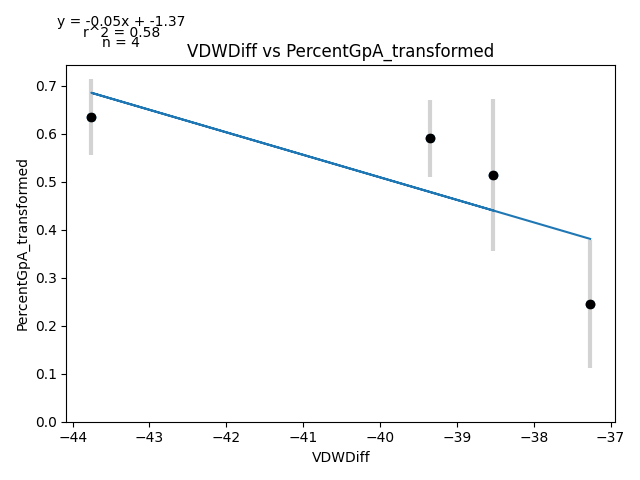 y = -0.05x + -1.37
r^2 = 0.58
n = 4
VDWDiff vs PercentGpA_transformed
PercentGpA_transformed
0.7
0.6
0.5
0.4
0.3
0.2
0.1
0.0
−44 −43 −42 −41 −40 −39 −38 −37
VDWDiff